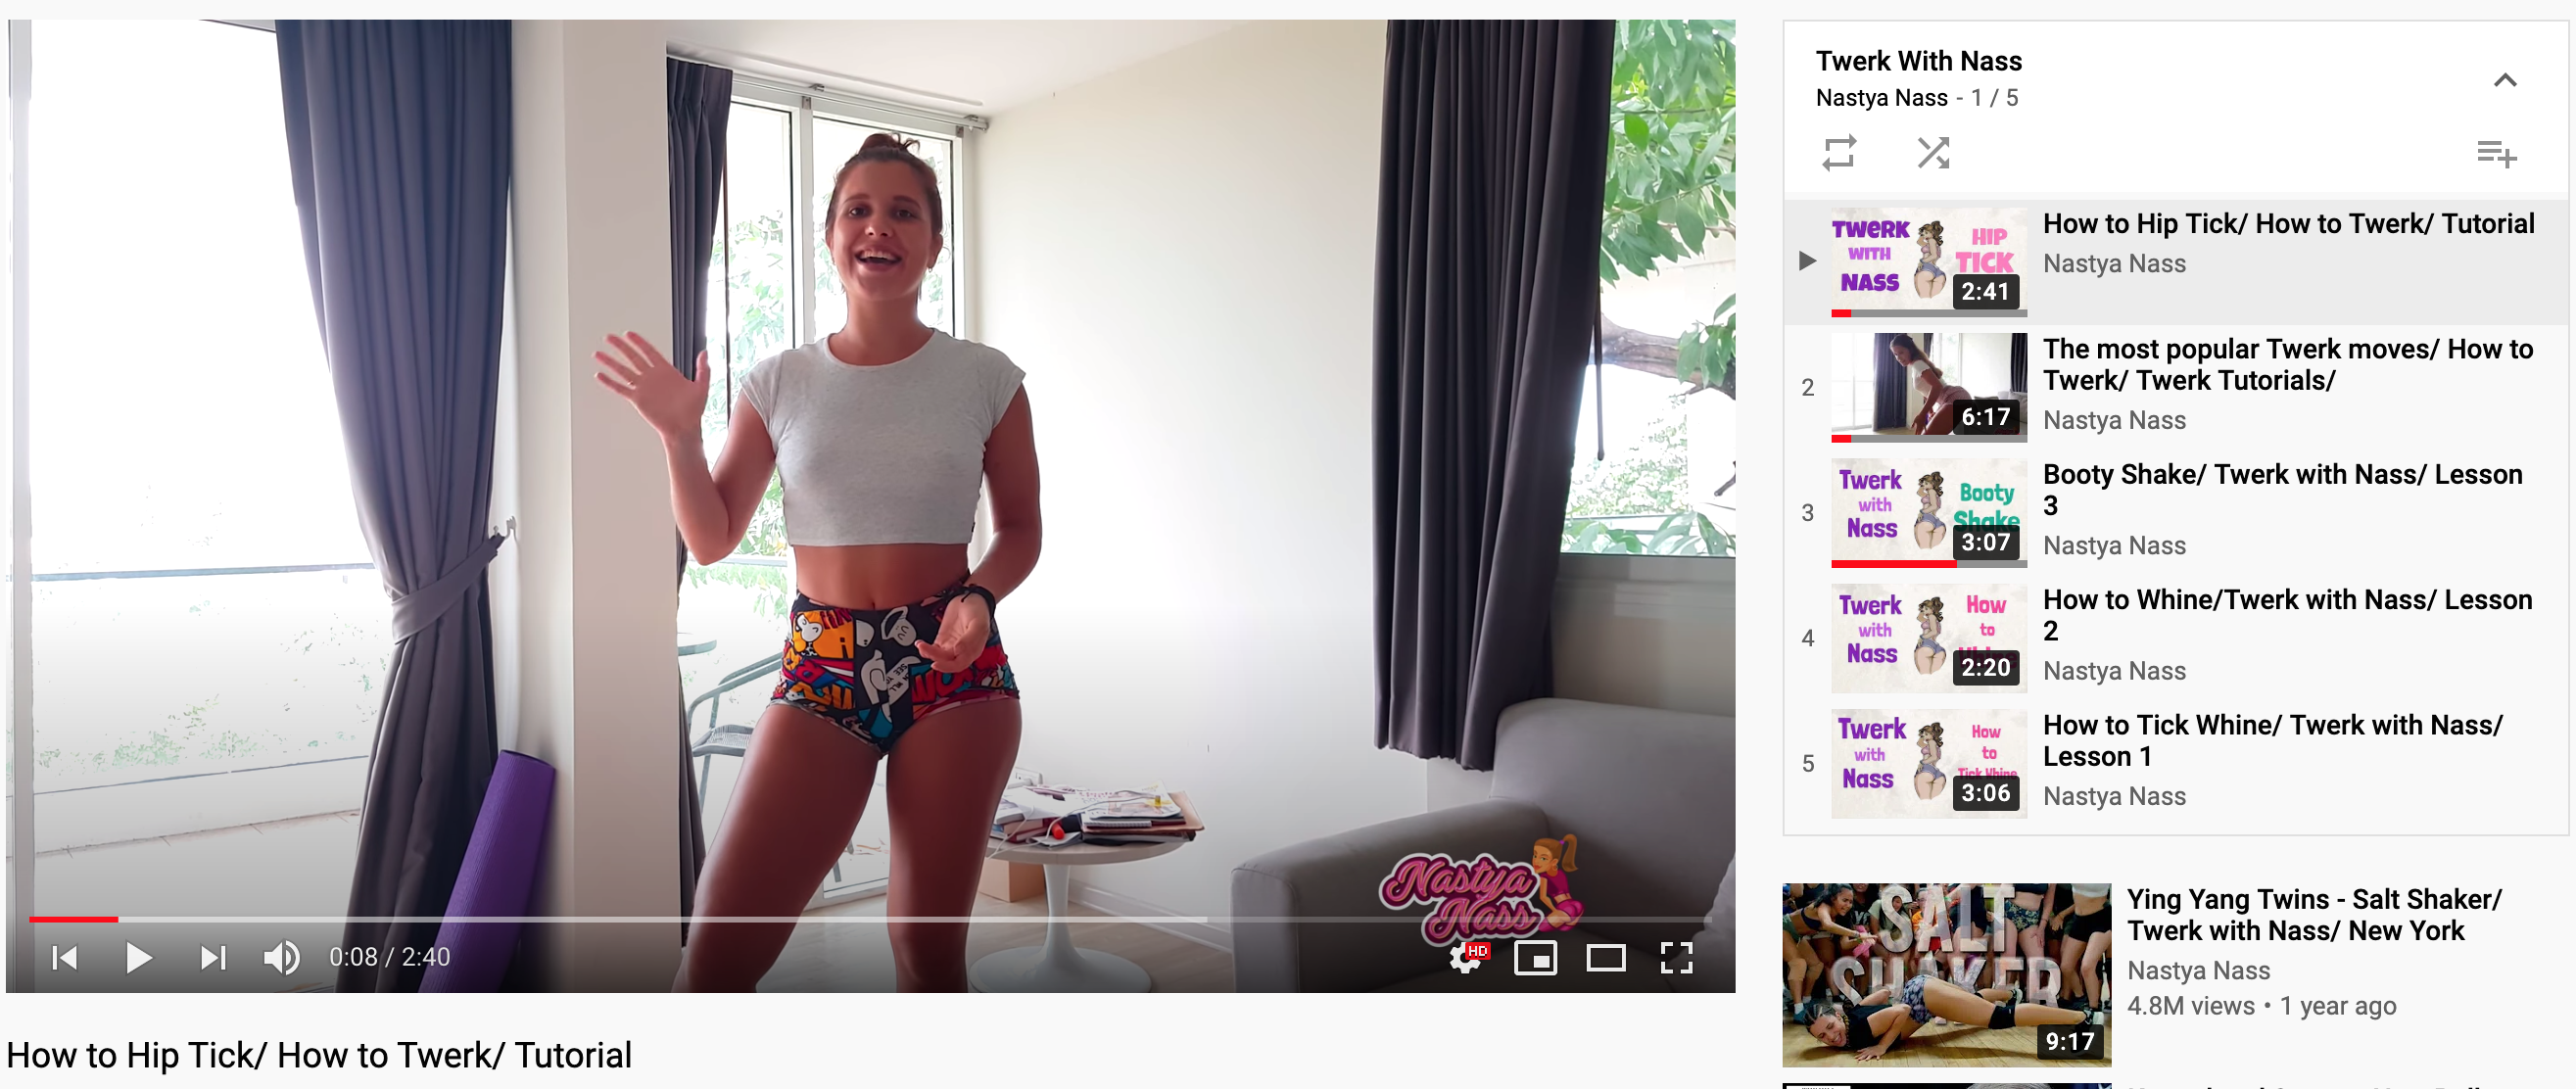 Nastya
Nass
HD
0:08 / 2:40
How to Hip Tick/ How to Twerk/ Tutorial
Twerk With Nass
Nastya Nass - 1 / 5
TWERK
WITH
NASS
HIP
TICK
2:41
How to Hip Tick/ How to Twerk/ Tutorial
Nastya Nass
2
6:17
The most popular Twerk moves/ How to
Twerk/ Twerk Tutorials/
Nastya Nass
3
Twerk
with
Nass
Booty
Shake
3:07
Booty Shake/ Twerk with Nass/ Lesson
3
Nastya Nass
4
Twerk
with
Nass
How
to
2:20
How to Whine/Twerk with Nass/ Lesson
2
Nastya Nass
5
Twerk
with
Nass
How
to
Tick Whine
3:06
How to Tick Whine/ Twerk with Nass/
Lesson 1
Nastya Nass
SALT
SHAKER
9:17
Ying Yang Twins - Salt Shaker/
Twerk with Nass/ New York
Nastya Nass
4.8M views • 1 year ago